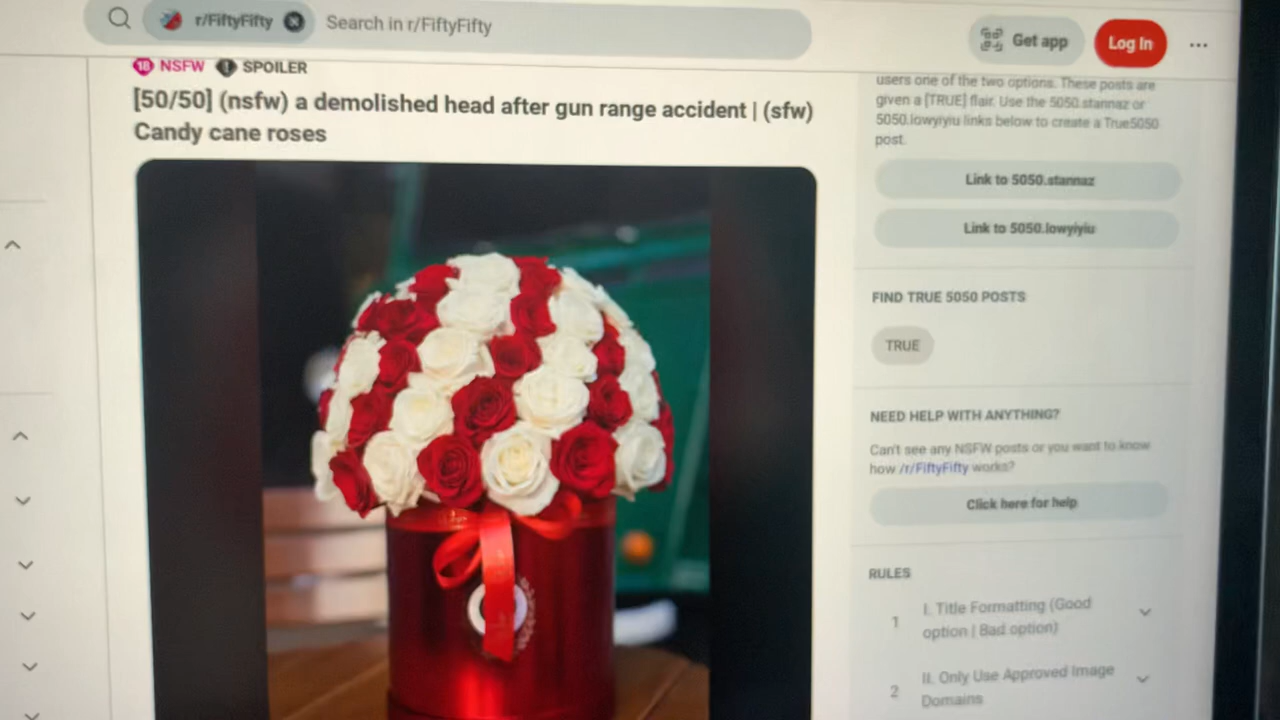 r/FiftyFifty
Search in r/FiftyFifty
Get app
Log In
18 NSFW ! SPOILER
[50/50] (nsfw) a demolished head after gun range accident | (sfw)
Candy cane roses
users one of the two options. These posts are
given a [TRUE] flair. Use the 5050.stannaz or
5050.lowyiyiu links below to create a True5050
post.
Link to 5050.stannaz
Link to 5050.lowyiyiu
FIND TRUE 5050 POSTS
TRUE
NEED HELP WITH ANYTHING?
Can't see any NSFW posts or you want to know
how /r/FiftyFifty works?
Click here for help
RULES
1 I. Title Formatting (Good
option | Bad option)
2 II. Only Use Approved Image
Domains